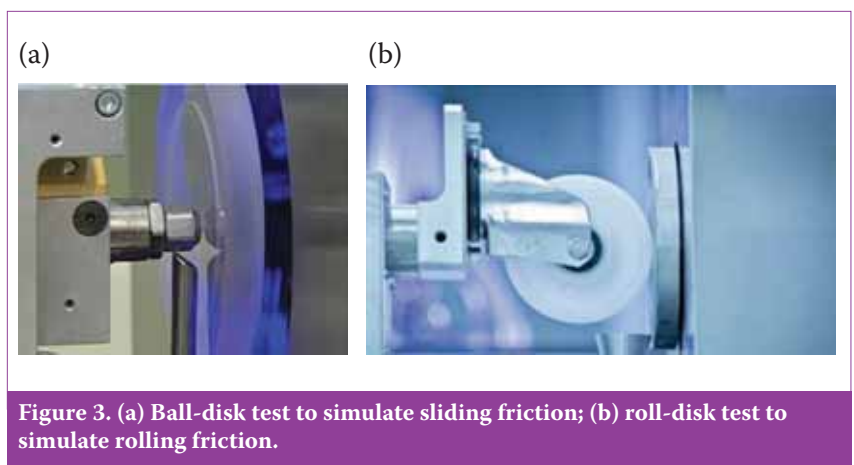 (a)
(b)
Figure 3. (a) Ball-disk test to simulate sliding friction; (b) roll-disk test to
simulate rolling friction.